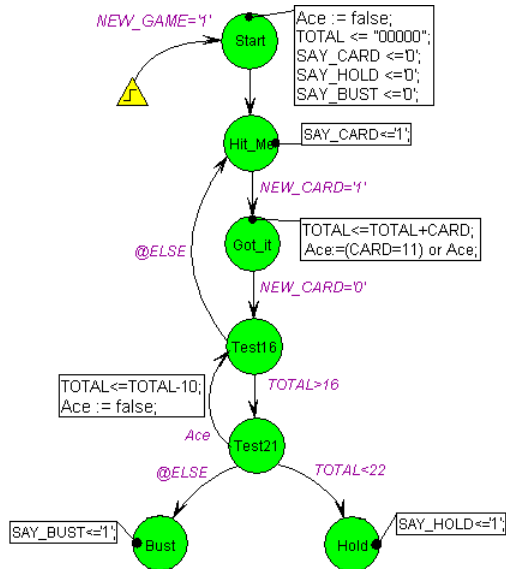 NEW_GAME='1'
Start
Ace := false;
TOTAL <= "00000";
SAY_CARD <='0';
SAY_HOLD <='0';
SAY_BUST <='0';
Hit_Me
SAY_CARD<='1';
NEW_CARD='1'
Got_it
TOTAL<=TOTAL+CARD;
Ace:=(CARD=11) or Ace;
@ELSE
NEW_CARD='0'
Test16
TOTAL<=TOTAL-10;
Ace := false;
TOTAL>16
Ace
Test21
@ELSE
TOTAL<22
SAY_BUST<='1';
Bust
Hold
SAY_HOLD<='1';